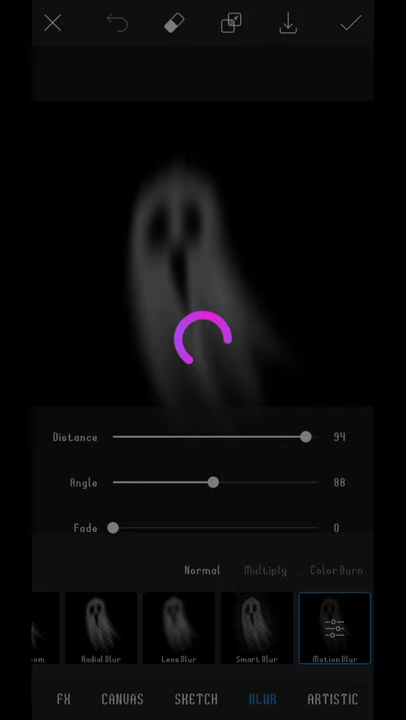 Distance 94
Angle 88
Fade 0
Normal Multiply Color Burn
oom Radial Blur Lens Blur Smart Blur Motion Blur
FX CANVAS SKETCH BLUR ARTISTIC